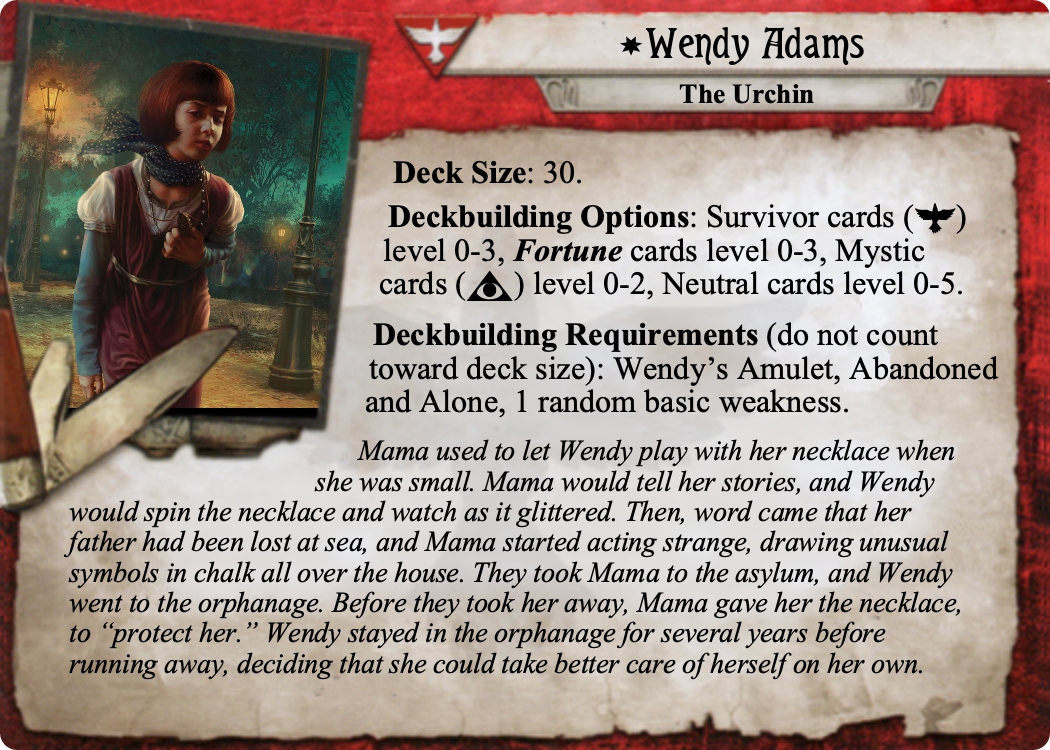 Wendy Adams
The Urchin
Deck Size: 30.
Deckbuilding Options: Survivor cards ( )
level 0-3, Fortune cards level 0-3, Mystic
cards ( ) level 0-2, Neutral cards level 0-5.
Deckbuilding Requirements (do not count
toward deck size): Wendy’s Amulet, Abandoned
and Alone, 1 random basic weakness.
Mama used to let Wendy play with her necklace when
she was small. Mama would tell her stories, and Wendy
would spin the necklace and watch as it glittered. Then, word came that her
father had been lost at sea, and Mama started acting strange, drawing unusual
symbols in chalk all over the house. They took Mama to the asylum, and Wendy
went to the orphanage. Before they took her away, Mama gave her the necklace,
to “protect her.” Wendy stayed in the orphanage for several years before
running away, deciding that she could take better care of herself on her own.